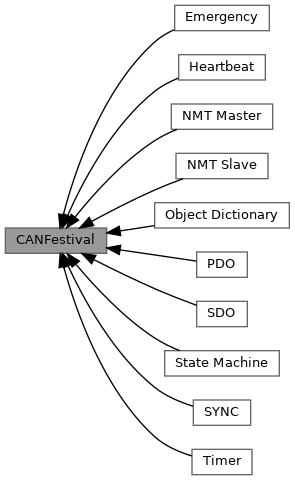 Emergency
Heartbeat
NMT Master
NMT Slave
Object Dictionary
CANFestival
PDO
SDO
State Machine
SYNC
Timer